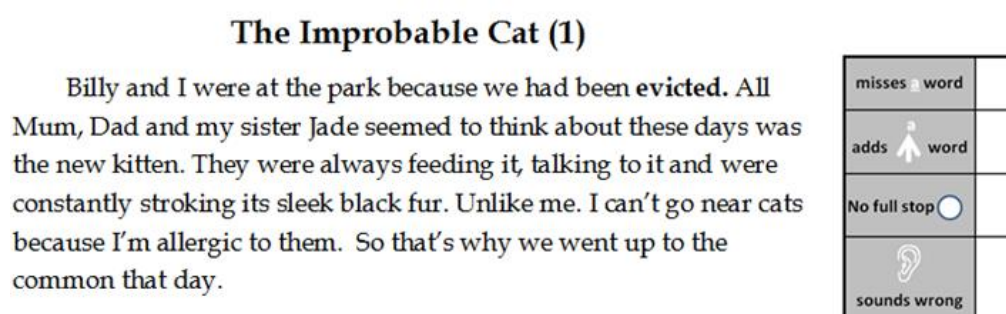 The Improbable Cat (1)
Billy and I were at the park because we had been evicted. All
Mum, Dad and my sister Jade seemed to think about these days was
the new kitten. They were always feeding it, talking to it and were
constantly stroking its sleek black fur. Unlike me. I can't go near cats
because I'm allergic to them.  So that's why we went up to the
common that day.
misses a word
a
adds word
No full stop
sounds wrong